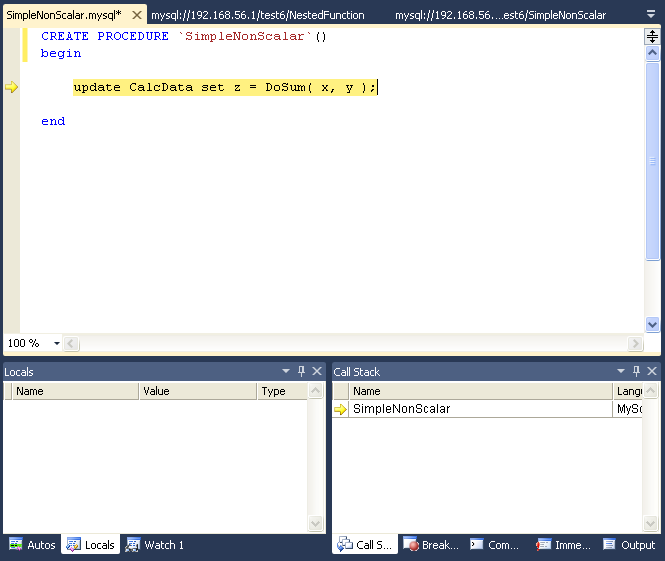 SimpleNonScalar.mysql* mysql://192.168.56.1/test6/NestedFunction mysql://192.168.56....est6/SimpleNonScalar
CREATE PROCEDURE `SimpleNonScalar`()
begin
update CalcData set z = DoSum( x, y );
end
100 %
Locals
Name Value Type
Call Stack
Name Langu
SimpleNonScalar MySc
Autos Locals Watch 1
Call S... Break... Com... Imme... Output